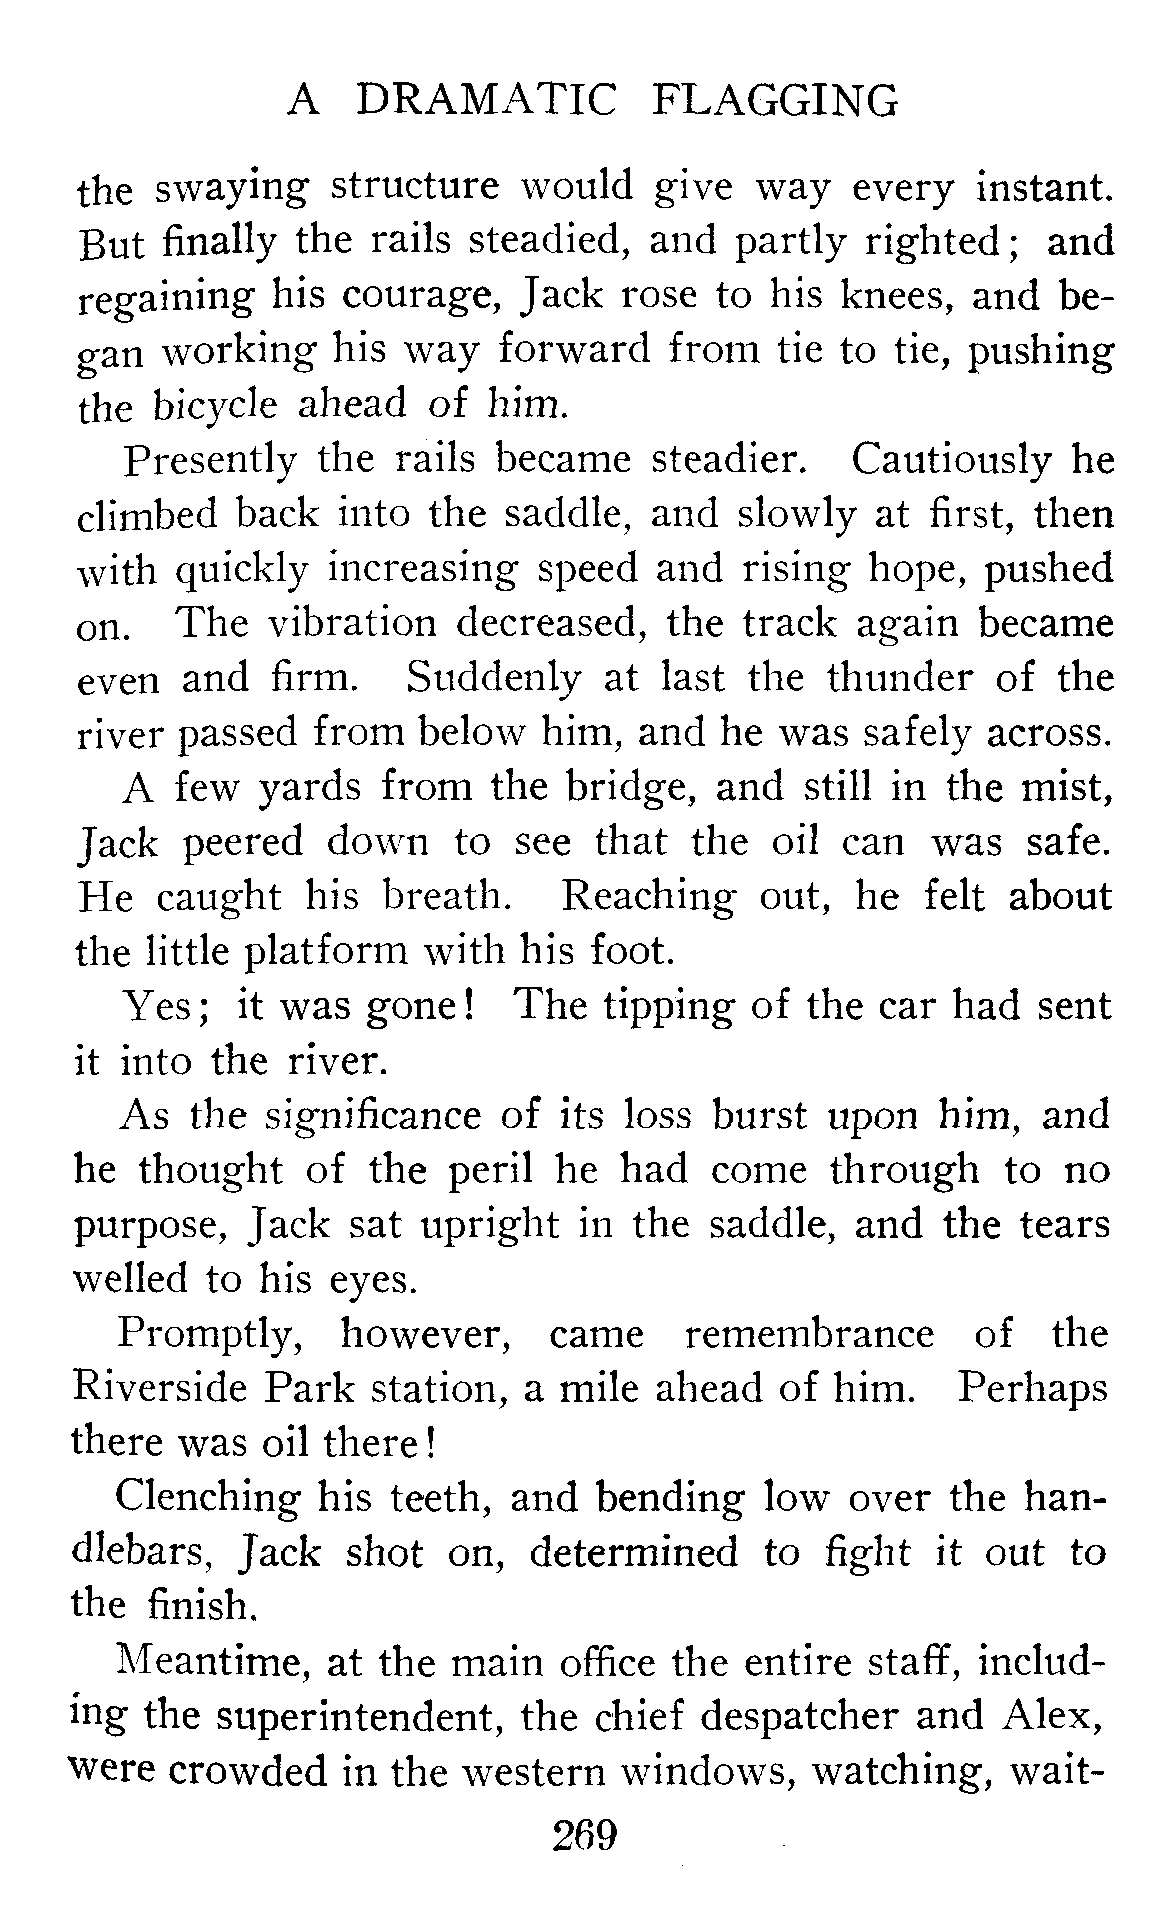 A DRAMATIC FLAGGING
the swaying structure would give way every instant.
But finally the rails steadied, and partly righted; and
regaining his courage, Jack rose to his knees, and be-
gan working his way forward from tie to tie, pushing
the bicycle ahead of him.
Presently the rails became steadier. Cautiously he
climbed back into the saddle, and slowly at first, then
with quickly increasing speed and rising hope, pushed
on. The vibration decreased, the track again became
even and firm. Suddenly at last the thunder of the
river passed from below him, and he was safely across.
A few yards from the bridge, and still in the mist,
Jack peered down to see that the oil can was safe.
He caught his breath. Reaching out, he felt about
the little platform with his foot.
Yes; it was gone! The tipping of the car had sent
it into the river.
As the significance of its loss burst upon him, and
he thought of the peril he had come through to no
purpose, Jack sat upright in the saddle, and the tears
welled to his eyes.
Promptly, however, came remembrance of the
Riverside Park station, a mile ahead of him. Perhaps
there was oil there!
Clenching his teeth, and bending low over the han-
dlebars, Jack shot on, determined to fight it out to
the finish.
Meantime, at the main office the entire staff, includ-
ing the superintendent, the chief despatcher and Alex,
were crowded in the western windows, watching, wait-
269